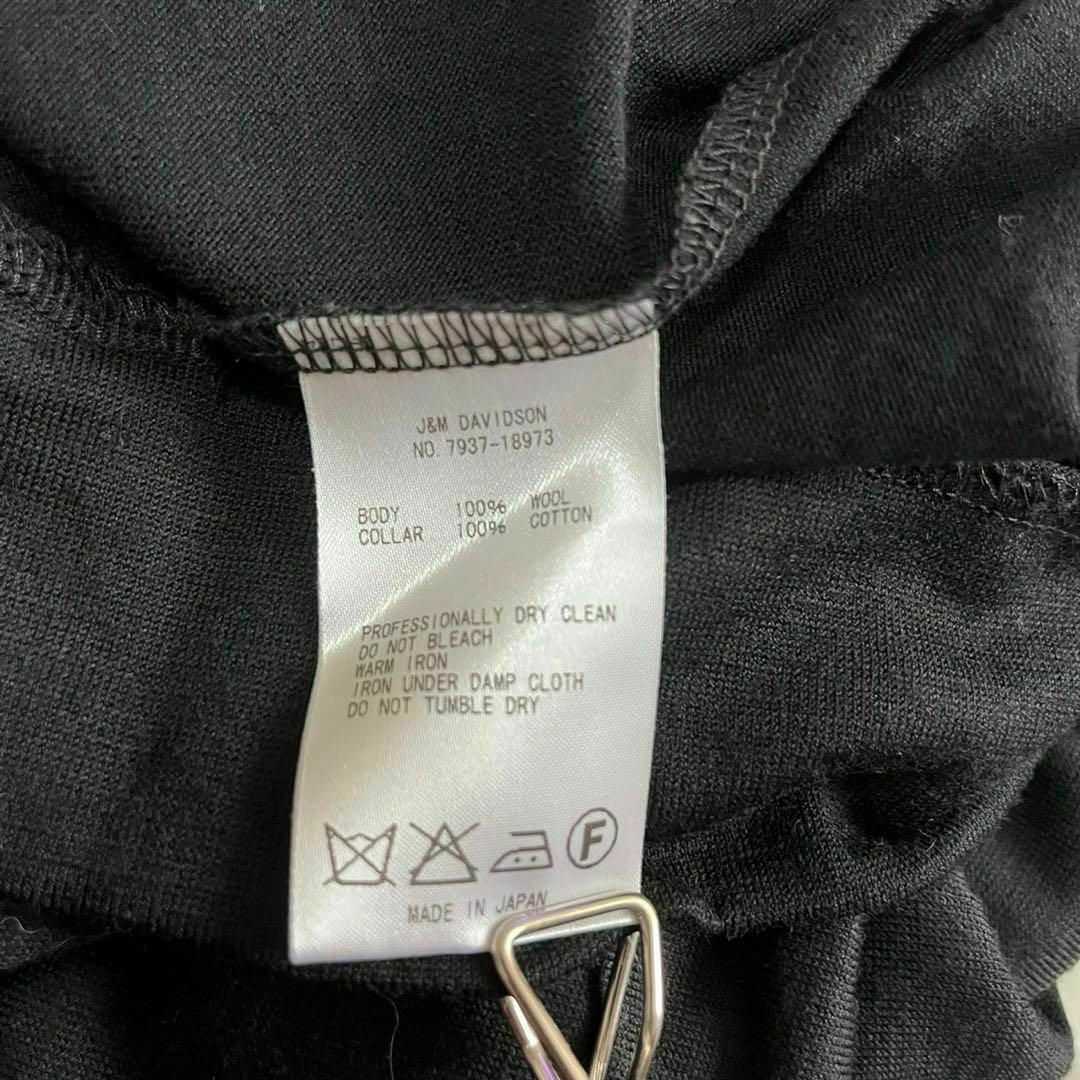 J&M DAVIDSON
NO. 7937-18973
BODY 100% WOOL
COLLAR 100% COTTON
PROFESSIONALLY DRY CLEAN
DO NOT BLEACH
WARM IRON
IRON UNDER DAMP CLOTH
DO NOT TUMBLE DRY
F
MADE IN JAPAN